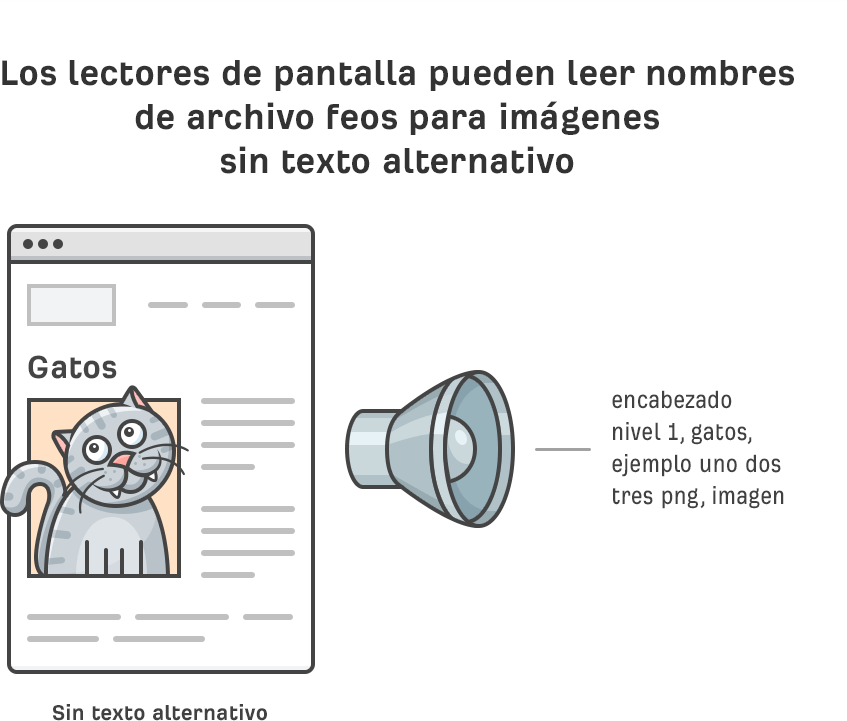 Los lectores de pantalla pueden leer nombres
de archivo feos para imágenes
sin texto alternativo
Gatos
encabezado
nivel 1, gatos,
ejemplo uno dos
tres png, imagen
Sin texto alternativo